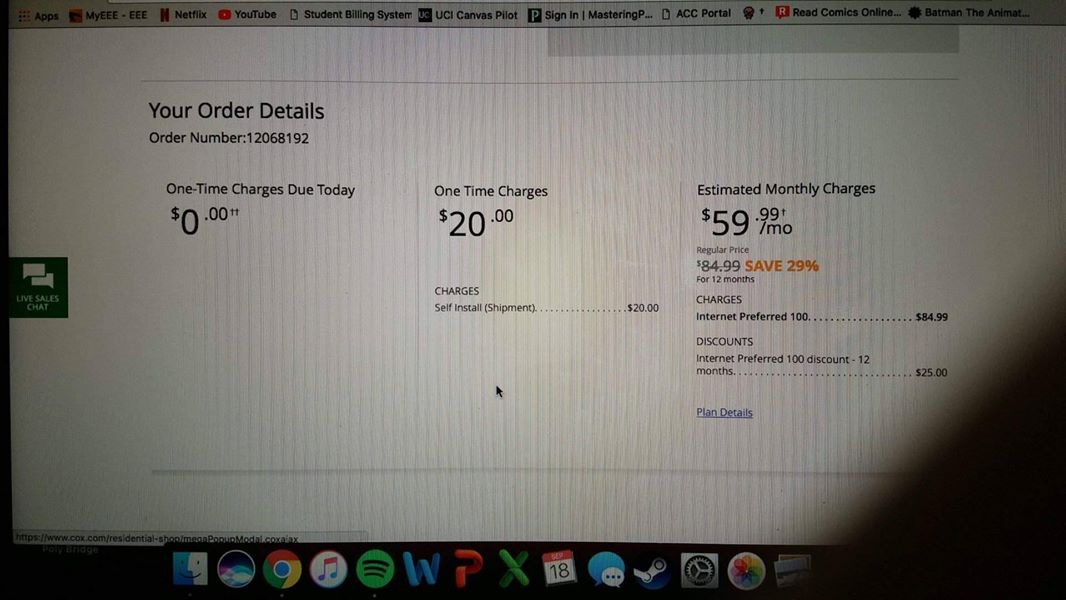 Apps MyEEE - EEE Netflix YouTube Student Billing System UCI Canvas Pilot Sign In | MasteringP... ACC Portal † Read Comics Online... Batman The Animat...
Your Order Details
Order Number:12068192
One-Time Charges Due Today
$0.00††
One Time Charges
$20.00
CHARGES
Self Install (Shipment).................$20.00
Estimated Monthly Charges
$59.99†/mo
Regular Price
$84.99 SAVE 29%
For 12 months
CHARGES
Internet Preferred 100................... $84.99
DISCOUNTS
Internet Preferred 100 discount - 12
months................................. $25.00
Plan Details
LIVE SALES
CHAT
https://www.cox.com/residential-shop/megaPopupModal.coxajax
Poly Bridge
SEP
18